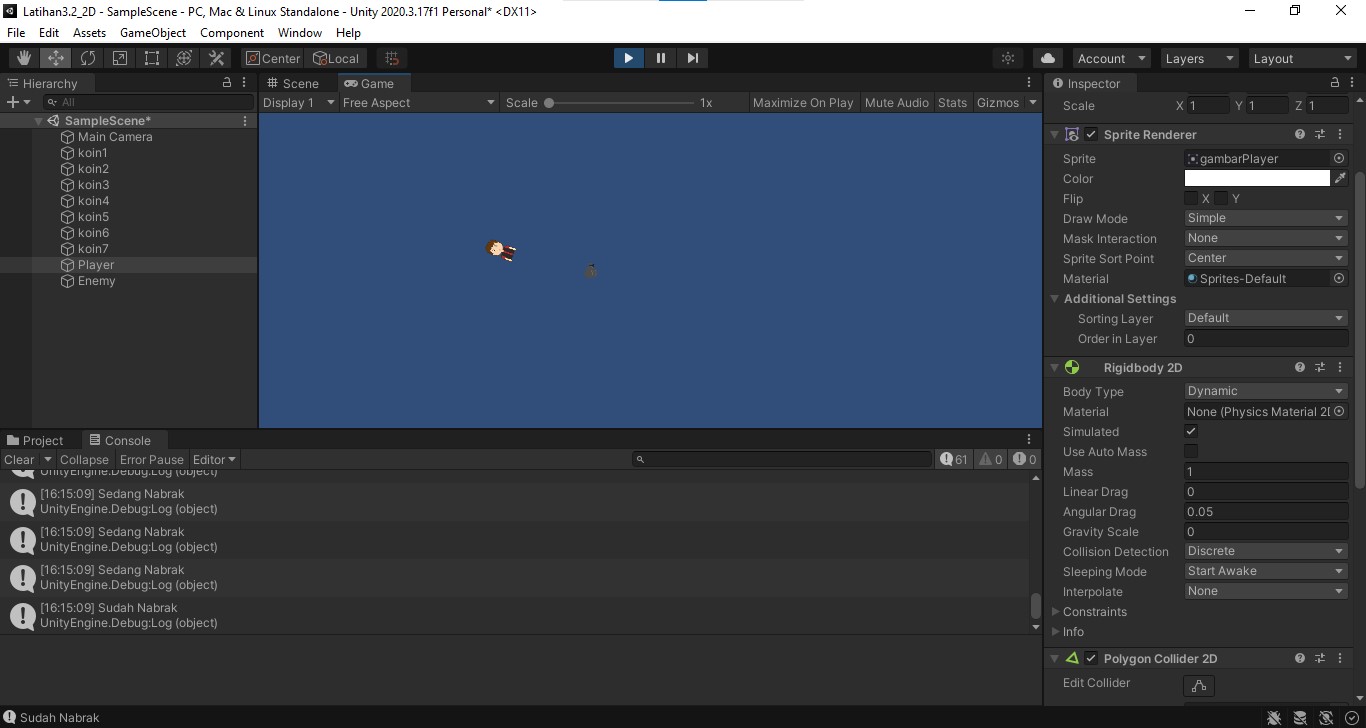 Latihan3.2_2D - SampleScene - PC, Mac & Linux Standalone - Unity 2020.3.17f1 Personal* <DX11>
File Edit Assets GameObject Component Window Help
Center Local Account Layers Layout
Hierarchy
All
SampleScene*
Main Camera
koin1
koin2
koin3
koin4
koin5
koin6
koin7
Player
Enemy
Scene Game
Display 1 Free Aspect Scale 1x Maximize On Play Mute Audio Stats Gizmos
Project Console
Clear Collapse Error Pause Editor 61 0 0
UnityEngine.Debug:Log (object)
[16:15:09] Sedang Nabrak
UnityEngine.Debug:Log (object)
[16:15:09] Sedang Nabrak
UnityEngine.Debug:Log (object)
[16:15:09] Sedang Nabrak
UnityEngine.Debug:Log (object)
[16:15:09] Sudah Nabrak
UnityEngine.Debug:Log (object)
Sudah Nabrak
Inspector
Scale X 1 Y 1 Z 1
Sprite Renderer
Sprite gambarPlayer
Color
Flip X Y
Draw Mode Simple
Mask Interaction None
Sprite Sort Point Center
Material Sprites-Default
Additional Settings
Sorting Layer Default
Order in Layer 0
Rigidbody 2D
Body Type Dynamic
Material None (Physics Material 2D
Simulated
Use Auto Mass
Mass 1
Linear Drag 0
Angular Drag 0.05
Gravity Scale 0
Collision Detection Discrete
Sleeping Mode Start Awake
Interpolate None
Constraints
Info
Polygon Collider 2D
Edit Collider